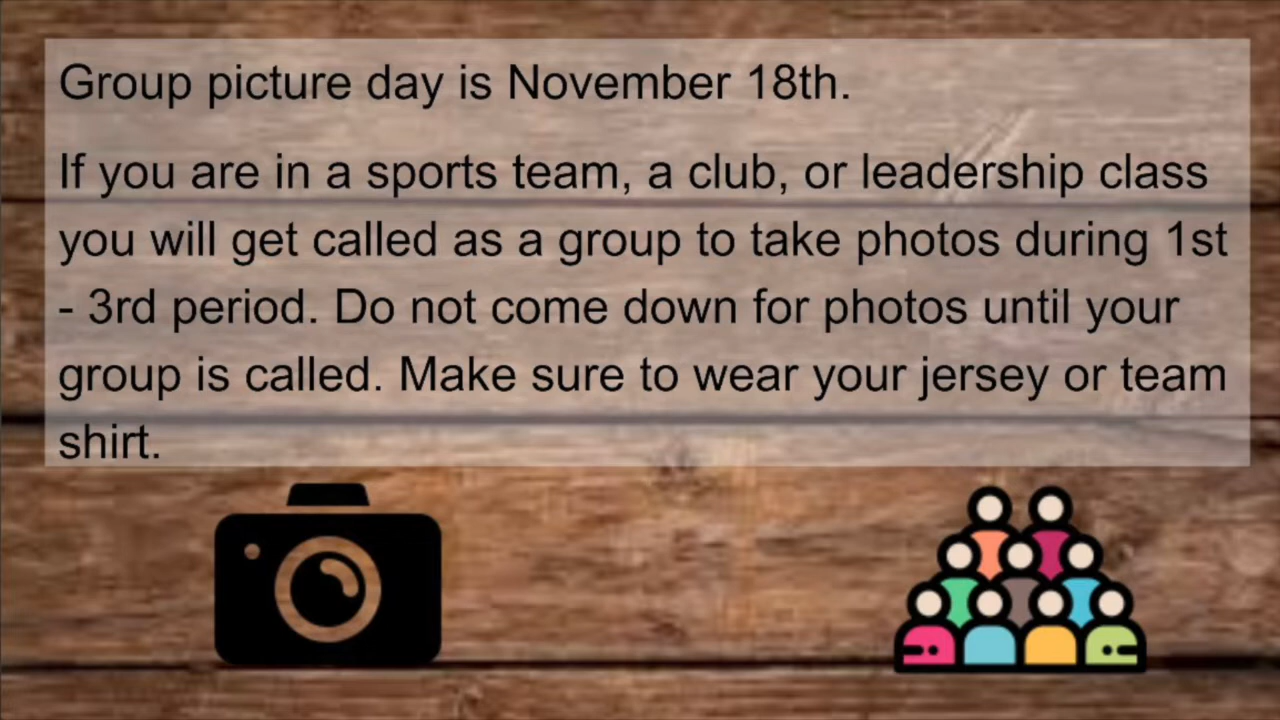 Group picture day is November 18th.
If you are in a sports team, a club, or leadership class
you will get called as a group to take photos during 1st
- 3rd period. Do not come down for photos until your
group is called. Make sure to wear your jersey or team
shirt.